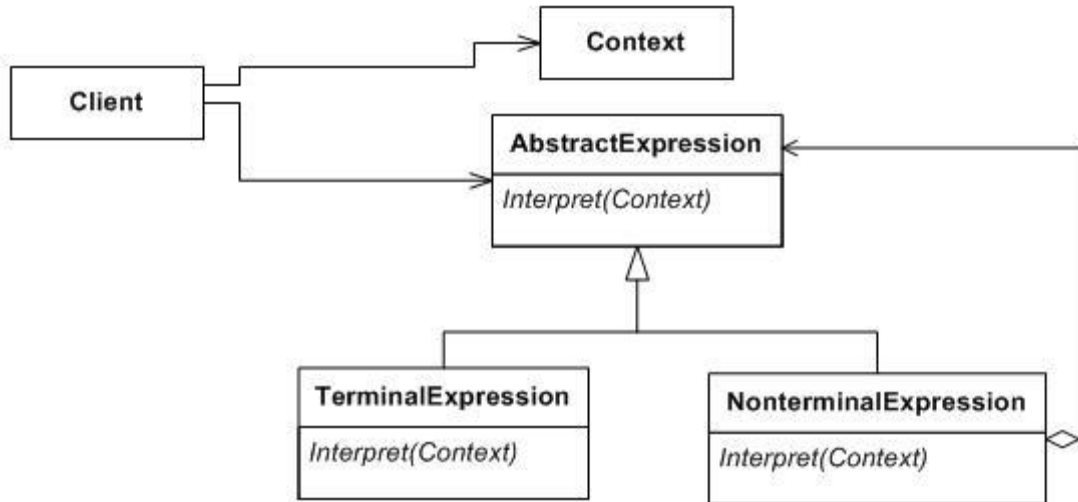 Context
Client
AbstractExpression
Interpret(Context)
TerminalExpression
Interpret(Context)
NonterminalExpression
Interpret(Context)